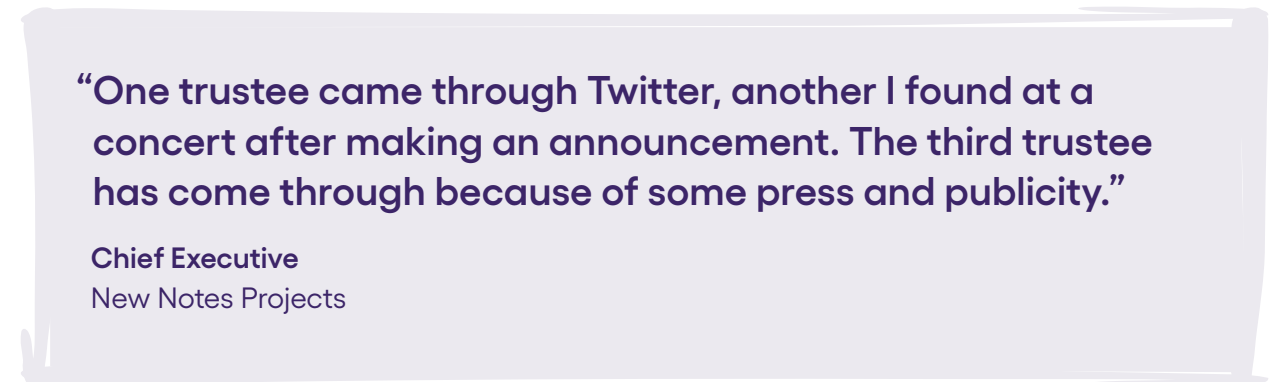 “One trustee came through Twitter, another I found at a
concert after making an announcement. The third trustee
has come through because of some press and publicity.”
Chief Executive
New Notes Projects